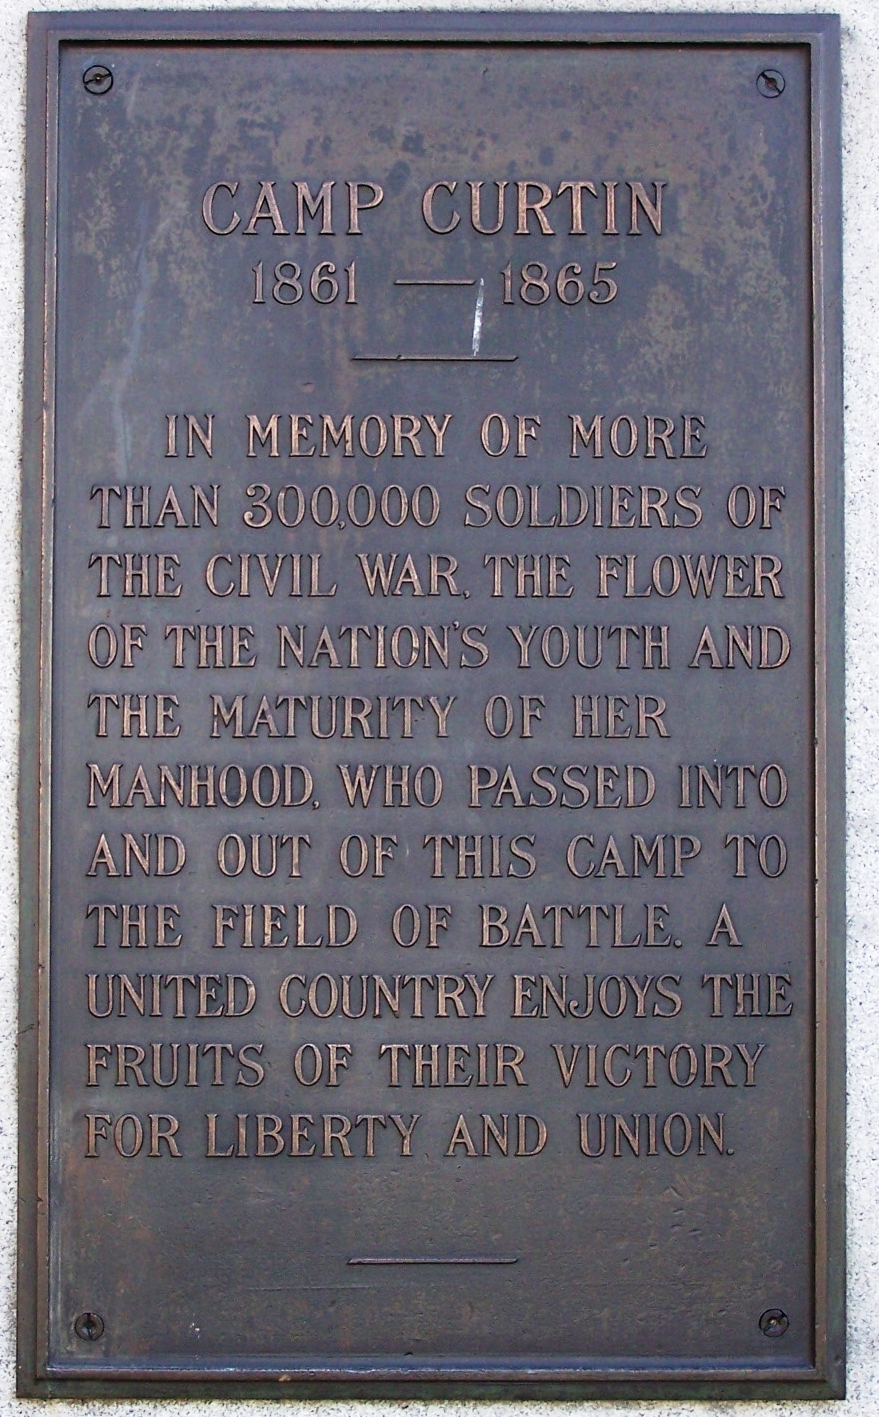 CAMP CURTIN
1861 — 1865
IN MEMORY OF MORE
THAN 300,000 SOLDIERS OF
THE CIVIL WAR, THE FLOWER
OF THE NATION'S YOUTH AND
THE MATURITY OF HER
MANHOOD, WHO PASSED INTO
AND OUT OF THIS CAMP TO
THE FIELD OF BATTLE. A
UNITED COUNTRY ENJOYS THE
FRUITS OF THEIR VICTORY
FOR LIBERTY AND UNION.